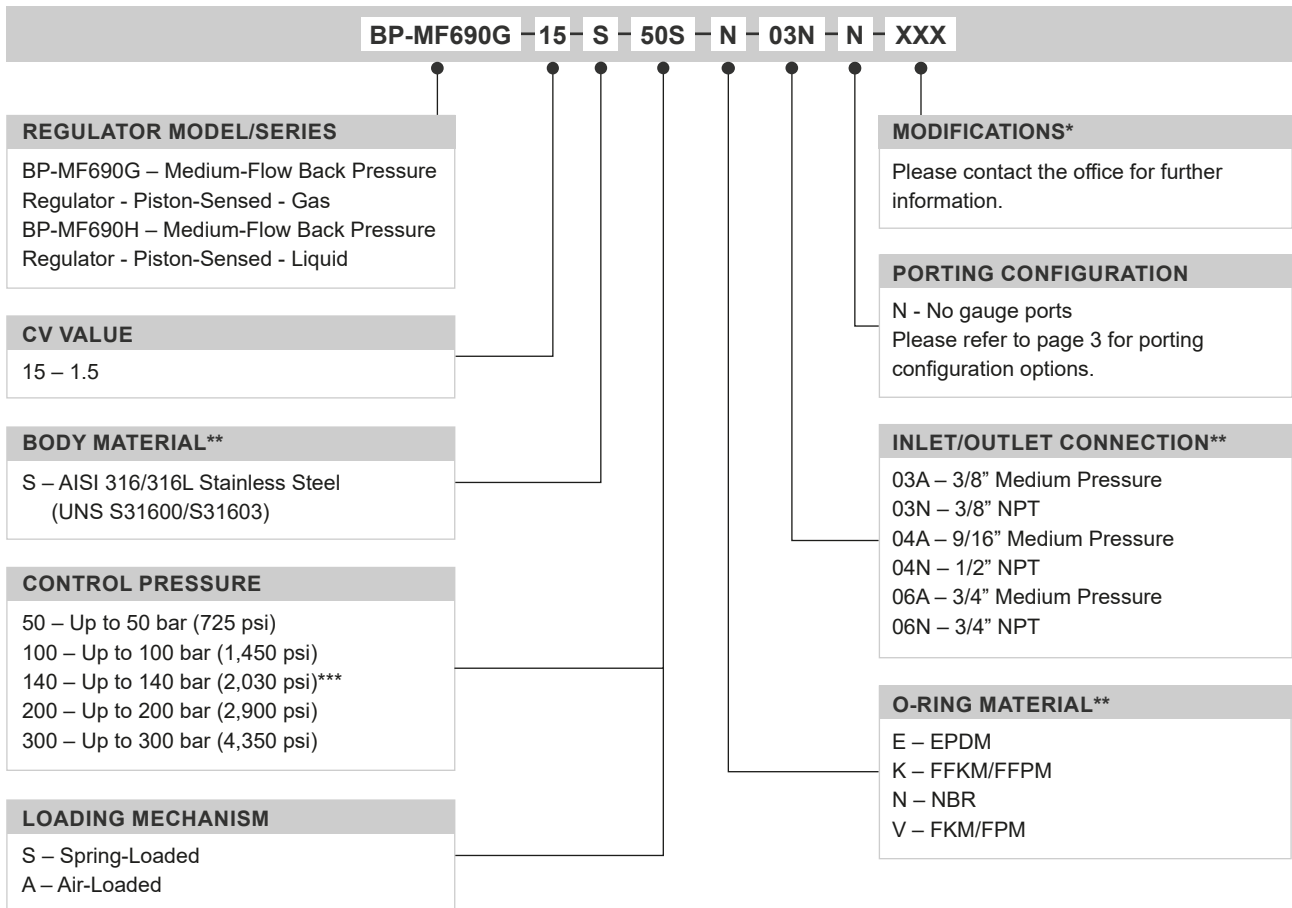 BP-MF690G 15 S 50S N 03N N XXX
REGULATOR MODEL/SERIES
BP-MF690G – Medium-Flow Back Pressure
Regulator - Piston-Sensed - Gas
BP-MF690H – Medium-Flow Back Pressure
Regulator - Piston-Sensed - Liquid
CV VALUE
15 – 1.5
BODY MATERIAL**
S – AISI 316/316L Stainless Steel
(UNS S31600/S31603)
CONTROL PRESSURE
50 – Up to 50 bar (725 psi)
100 – Up to 100 bar (1,450 psi)
140 – Up to 140 bar (2,030 psi)***
200 – Up to 200 bar (2,900 psi)
300 – Up to 300 bar (4,350 psi)
LOADING MECHANISM
S – Spring-Loaded
A – Air-Loaded
MODIFICATIONS*
Please contact the office for further
information.
PORTING CONFIGURATION
N - No gauge ports
Please refer to page 3 for porting
configuration options.
INLET/OUTLET CONNECTION**
03A – 3/8” Medium Pressure
03N – 3/8” NPT
04A – 9/16” Medium Pressure
04N – 1/2” NPT
06A – 3/4” Medium Pressure
06N – 3/4” NPT
O-RING MATERIAL**
E – EPDM
K – FFKM/FFPM
N – NBR
V – FKM/FPM